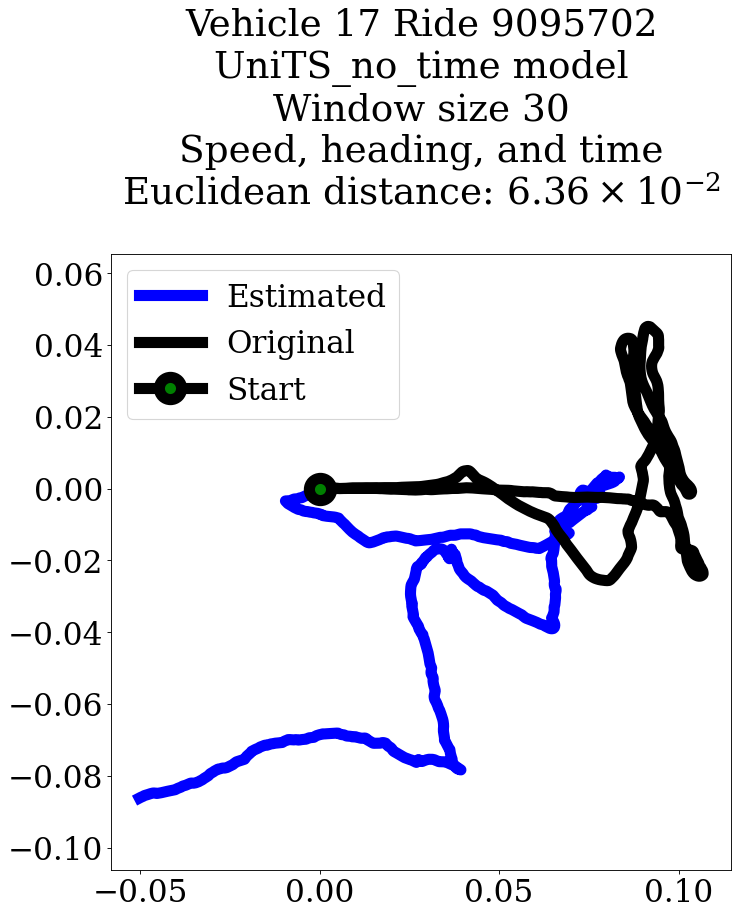 Vehicle 17 Ride 9095702
UniTS_no_time model
Window size 30
Speed, heading, and time
Euclidean distance: 6.36 × 10⁻²
Estimated
Original
Start
0.06
0.04
0.02
0.00
−0.02
−0.04
−0.06
−0.08
−0.10
−0.05 0.00 0.05 0.10